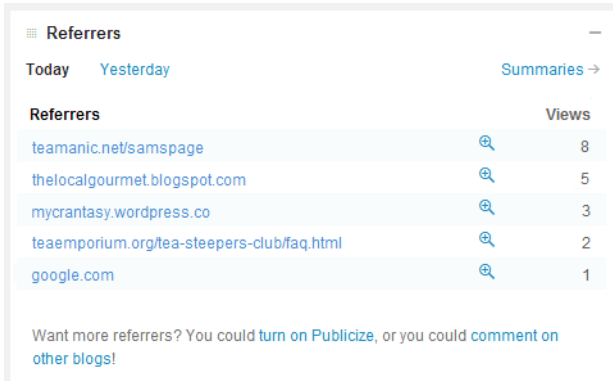 Referrers
Today Yesterday Summaries →
Referrers Views
teamanic.net/samspage 8
thelocalgourmet.blogspot.com 5
mycrantasy.wordpress.co 3
teaemporium.org/tea-steepers-club/faq.html 2
google.com 1
Want more referrers? You could turn on Publicize, or you could comment on
other blogs!